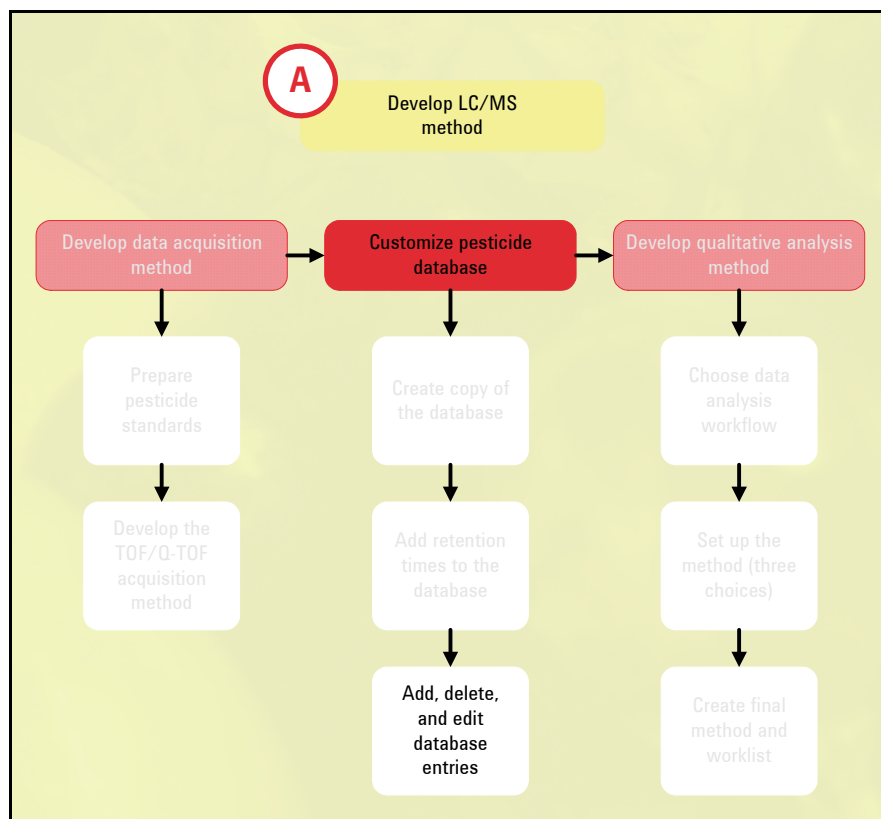 A
Develop LC/MS
method
Develop data acquisition
method
Customize pesticide
database
Develop qualitative analysis
method
Prepare
pesticide
standards
Create copy of
the database
Choose data
analysis
workflow
Develop the
TOF/Q-TOF
acquisition
method
Add retention
times to the
database
Set up the
method (three
choices)
Add, delete,
and edit
database
entries
Create final
method and
worklist